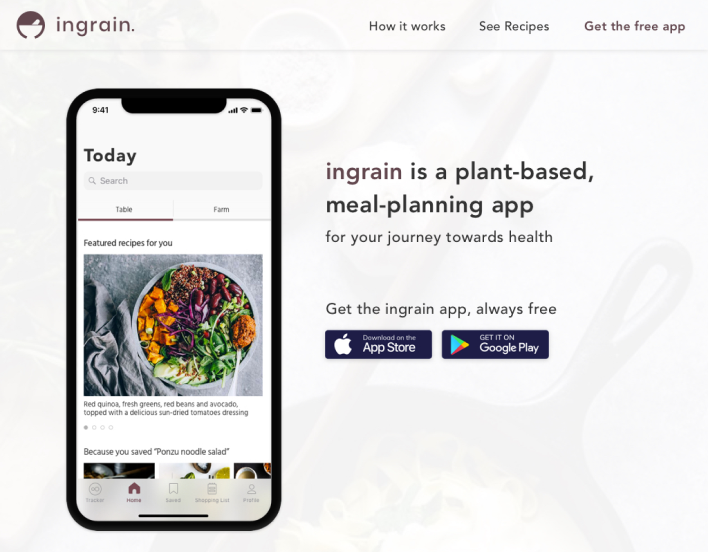 ingrain.
How it works
See Recipes
Get the free app
9:41
Today
Search
Table
Farm
Featured recipes for you
Red quinoa, fresh greens, red beans and avocado,
topped with a delicious sun-dried tomatoes dressing
Because you saved "Ponzu noodle salad"
Tracker
Home
Saved
Shopping List
Profile
ingrain is a plant-based,
meal-planning app
for your journey towards health
Get the ingrain app, always free
Download on the
App Store
GET IT ON
Google Play